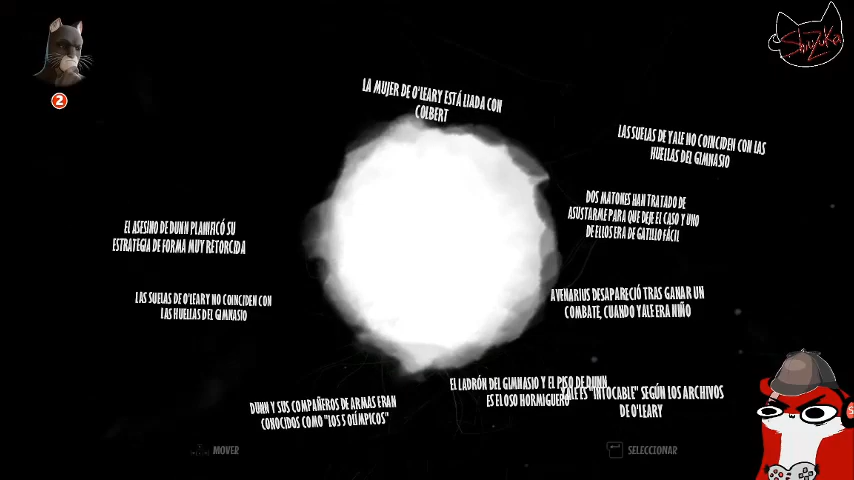 Shizuka
2
LA MUJER DE O'LEARY ESTÁ LIADA CON
COLBERT
LAS SUELAS DE YALE NO COINCIDEN CON LAS
HUELLAS DEL GIMNASIO
DOS MATONES HAN TRATADO DE
ASUSTARME PARA QUE DEJE EL CASO Y UNO
DE ELLOS ERA DE GATILLO FÁCIL
EL ASESINO DE DUNN PLANIFICÓ SU
ESTRATEGIA DE FORMA MUY RETORCIDA
LAS SUELAS DE O'LEARY NO COINCIDEN CON
LAS HUELLAS DEL GIMNASIO
AVENARIUS DESAPARECIÓ TRAS GANAR UN
COMBATE, CUANDO YALE ERA NIÑO
EL LADRÓN DEL GIMNASIO Y EL PISO DE DUNN
ES EL OSO HORMIGUERO
YALE ES "INTOCABLE" SEGÚN LOS ARCHIVOS
DE O'LEARY
DUNN Y SUS COMPAÑEROS DE ARMAS ERAN
CONOCIDOS COMO "LOS 5 OLÍMPICOS"
MOVER
SELECCIONAR
S